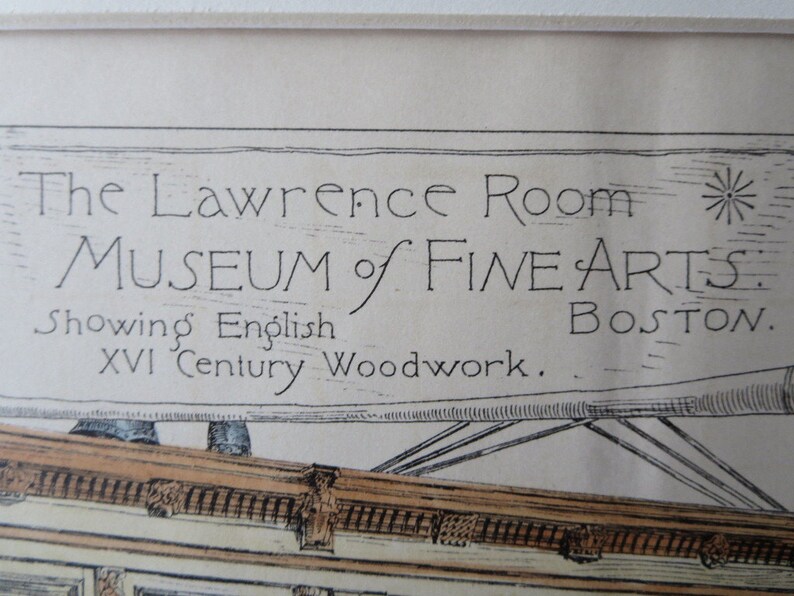 The Lawrence Room
Museum of Fine Arts.
Showing English
Boston.
XVI Century Woodwork.